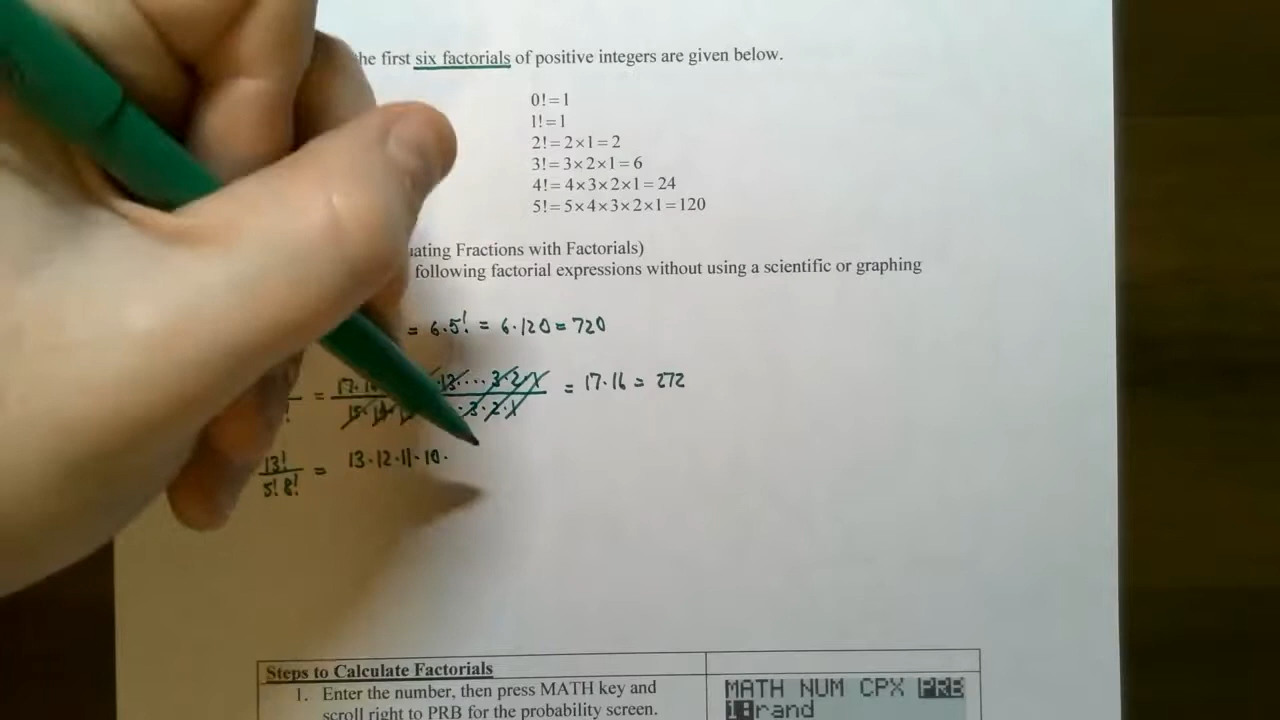 he first six factorials of positive integers are given below.
0! = 1
1! = 1
2! = 2 × 1 = 2
3! = 3 × 2 × 1 = 6
4! = 4 × 3 × 2 × 1 = 24
5! = 5 × 4 × 3 × 2 × 1 = 120
uating Fractions with Factorials)
following factorial expressions without using a scientific or graphing
= 6·5! = 6·120 = 720
= 17·16 = 272
13!/5!8! = 13·12·11·10·
Steps to Calculate Factorials
1. Enter the number, then press MATH key and
scroll right to PRB for the probability screen.
MATH NUM CPX PRB
1:rand